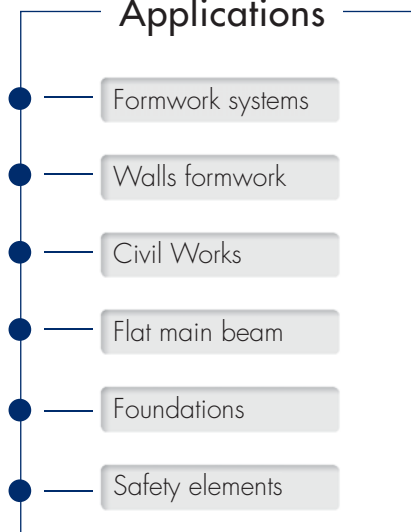 Applications
Formwork systems
Walls formwork
Civil Works
Flat main beam
Foundations
Safety elements